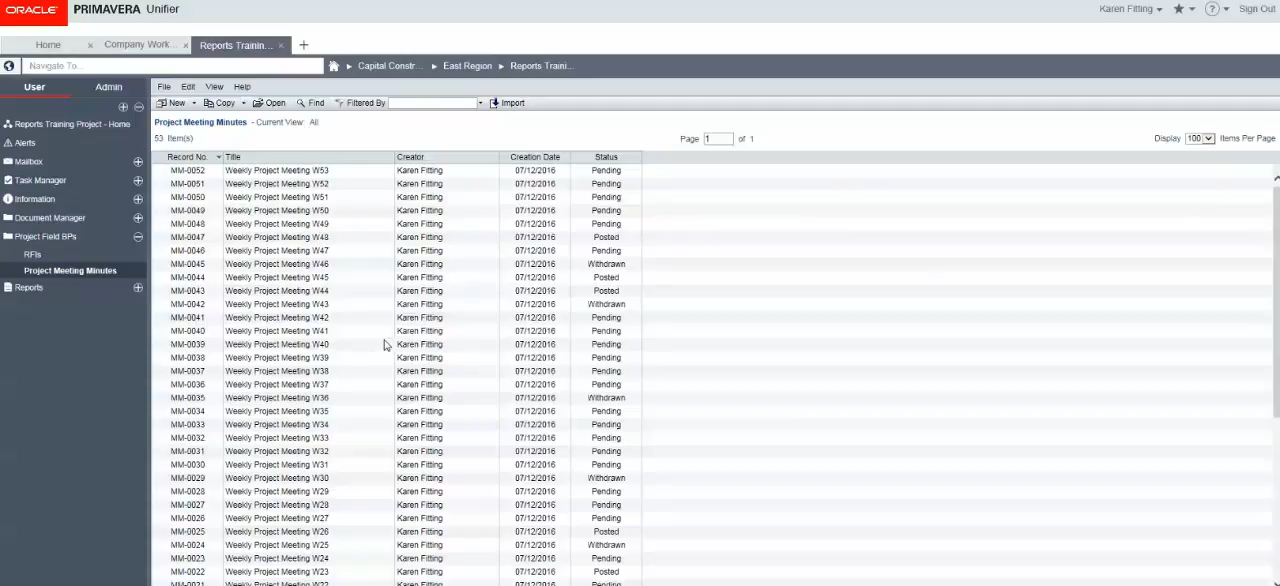 ORACLE PRIMAVERA Unifier Karen Fitting ? Sign Out
Home × Company Work... × Reports Trainin... × +
Navigate To... Capital Constr... East Region Reports Traini...
User Admin
File Edit View Help
New Copy Open Find Filtered By Import
Reports Training Project - Home
Project Meeting Minutes - Current View: All
53 Item(s) Page 1 of 1 Display 100 Items Per Page
Alerts
Mailbox
Task Manager
Information
Document Manager
Project Field BPs
RFIs
Project Meeting Minutes
Reports
Record No. Title Creator Creation Date Status
MM-0052 Weekly Project Meeting W53 Karen Fitting 07/12/2016 Pending
MM-0051 Weekly Project Meeting W52 Karen Fitting 07/12/2016 Pending
MM-0050 Weekly Project Meeting W51 Karen Fitting 07/12/2016 Pending
MM-0049 Weekly Project Meeting W50 Karen Fitting 07/12/2016 Pending
MM-0048 Weekly Project Meeting W49 Karen Fitting 07/12/2016 Pending
MM-0047 Weekly Project Meeting W48 Karen Fitting 07/12/2016 Posted
MM-0046 Weekly Project Meeting W47 Karen Fitting 07/12/2016 Pending
MM-0045 Weekly Project Meeting W46 Karen Fitting 07/12/2016 Withdrawn
MM-0044 Weekly Project Meeting W45 Karen Fitting 07/12/2016 Posted
MM-0043 Weekly Project Meeting W44 Karen Fitting 07/12/2016 Posted
MM-0042 Weekly Project Meeting W43 Karen Fitting 07/12/2016 Withdrawn
MM-0041 Weekly Project Meeting W42 Karen Fitting 07/12/2016 Pending
MM-0040 Weekly Project Meeting W41 Karen Fitting 07/12/2016 Pending
MM-0039 Weekly Project Meeting W40 Karen Fitting 07/12/2016 Pending
MM-0038 Weekly Project Meeting W39 Karen Fitting 07/12/2016 Pending
MM-0037 Weekly Project Meeting W38 Karen Fitting 07/12/2016 Pending
MM-0036 Weekly Project Meeting W37 Karen Fitting 07/12/2016 Pending
MM-0035 Weekly Project Meeting W36 Karen Fitting 07/12/2016 Withdrawn
MM-0034 Weekly Project Meeting W35 Karen Fitting 07/12/2016 Pending
MM-0033 Weekly Project Meeting W34 Karen Fitting 07/12/2016 Pending
MM-0032 Weekly Project Meeting W33 Karen Fitting 07/12/2016 Pending
MM-0031 Weekly Project Meeting W32 Karen Fitting 07/12/2016 Pending
MM-0030 Weekly Project Meeting W31 Karen Fitting 07/12/2016 Pending
MM-0029 Weekly Project Meeting W30 Karen Fitting 07/12/2016 Withdrawn
MM-0028 Weekly Project Meeting W29 Karen Fitting 07/12/2016 Pending
MM-0027 Weekly Project Meeting W28 Karen Fitting 07/12/2016 Pending
MM-0026 Weekly Project Meeting W27 Karen Fitting 07/12/2016 Pending
MM-0025 Weekly Project Meeting W26 Karen Fitting 07/12/2016 Posted
MM-0024 Weekly Project Meeting W25 Karen Fitting 07/12/2016 Withdrawn
MM-0023 Weekly Project Meeting W24 Karen Fitting 07/12/2016 Pending
MM-0022 Weekly Project Meeting W23 Karen Fitting 07/12/2016 Posted
MM-0021 Weekly Project Meeting W22 Karen Fitting 07/12/2016 Pending